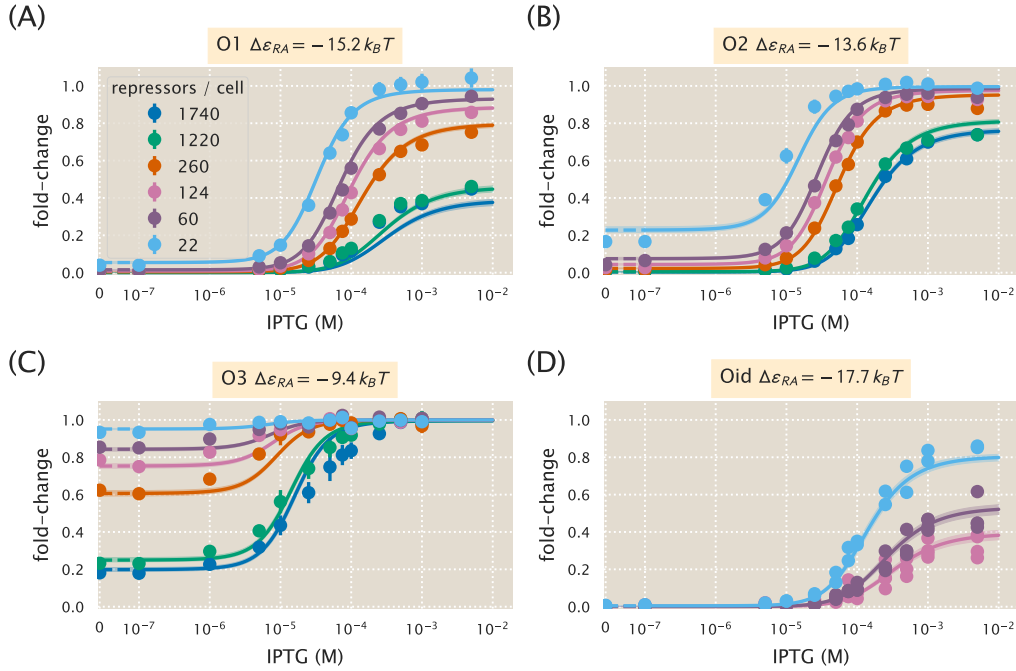 (A)
O1 Δε_RA = −15.2 k_BT
fold-change
1.0
0.8
0.6
0.4
0.2
0.0
repressors / cell
1740
1220
260
124
60
22
0 10⁻⁷ 10⁻⁶ 10⁻⁵ 10⁻⁴ 10⁻³ 10⁻²
IPTG (M)
(B)
O2 Δε_RA = −13.6 k_BT
fold-change
1.0
0.8
0.6
0.4
0.2
0.0
0 10⁻⁷ 10⁻⁶ 10⁻⁵ 10⁻⁴ 10⁻³ 10⁻²
IPTG (M)
(C)
O3 Δε_RA = −9.4 k_BT
fold-change
1.0
0.8
0.6
0.4
0.2
0.0
0 10⁻⁷ 10⁻⁶ 10⁻⁵ 10⁻⁴ 10⁻³ 10⁻²
IPTG (M)
(D)
Oid Δε_RA = −17.7 k_BT
fold-change
1.0
0.8
0.6
0.4
0.2
0.0
0 10⁻⁷ 10⁻⁶ 10⁻⁵ 10⁻⁴ 10⁻³ 10⁻²
IPTG (M)